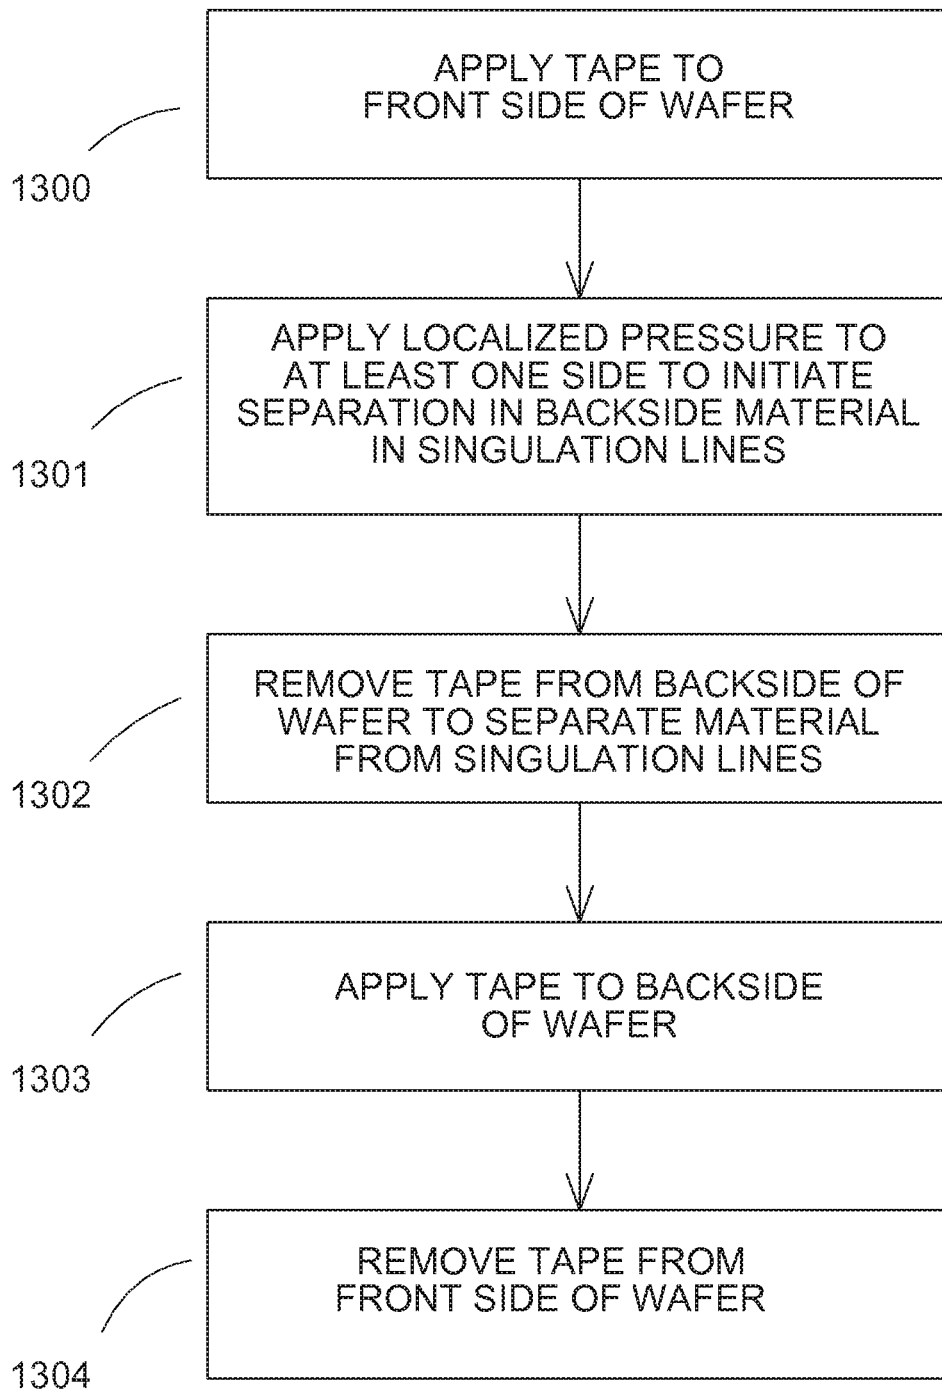 APPLY TAPE TO
FRONT SIDE OF WAFER
1300
APPLY LOCALIZED PRESSURE TO
AT LEAST ONE SIDE TO INITIATE
SEPARATION IN BACKSIDE MATERIAL
IN SINGULATION LINES
1301
REMOVE TAPE FROM BACKSIDE OF
WAFER TO SEPARATE MATERIAL
FROM SINGULATION LINES
1302
APPLY TAPE TO BACKSIDE
OF WAFER
1303
REMOVE TAPE FROM
FRONT SIDE OF WAFER
1304